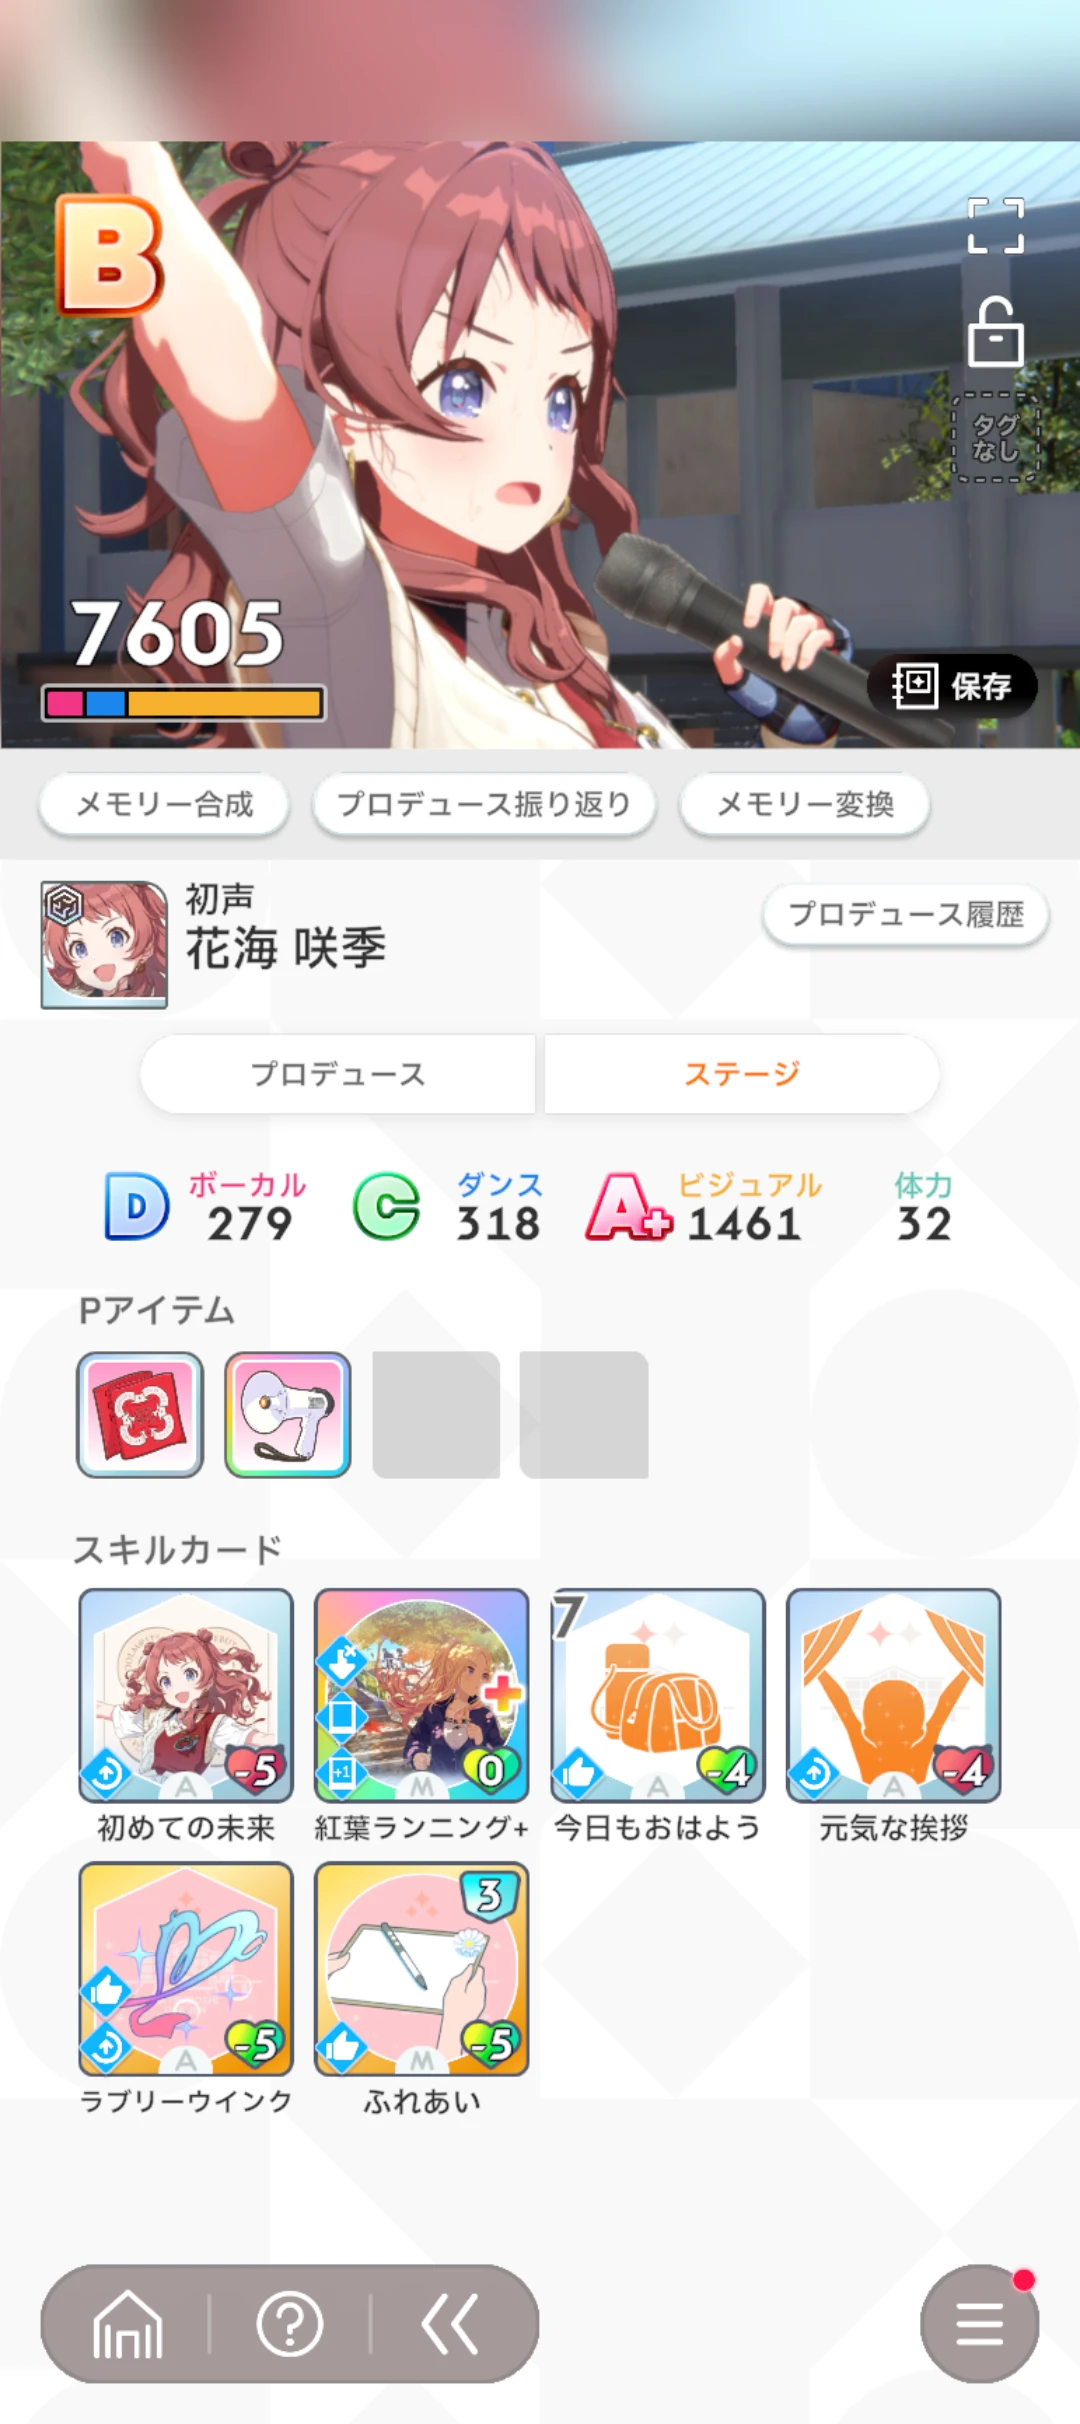 B
タグ
なし
7605
保存
メモリー合成 プロデュース振り返り メモリー変換
初声
花海 咲季
プロデュース履歴
プロデュース ステージ
D ボーカル 279 C ダンス 318 A+ ビジュアル 1461 体力 32
Pアイテム
スキルカード
A -5 +1 + M 0 7 A -4 A -4
初めての未来 紅葉ランニング+ 今日もおはよう 元気な挨拶
A -5 3 M -5
ラブリーウインク ふれあい
?